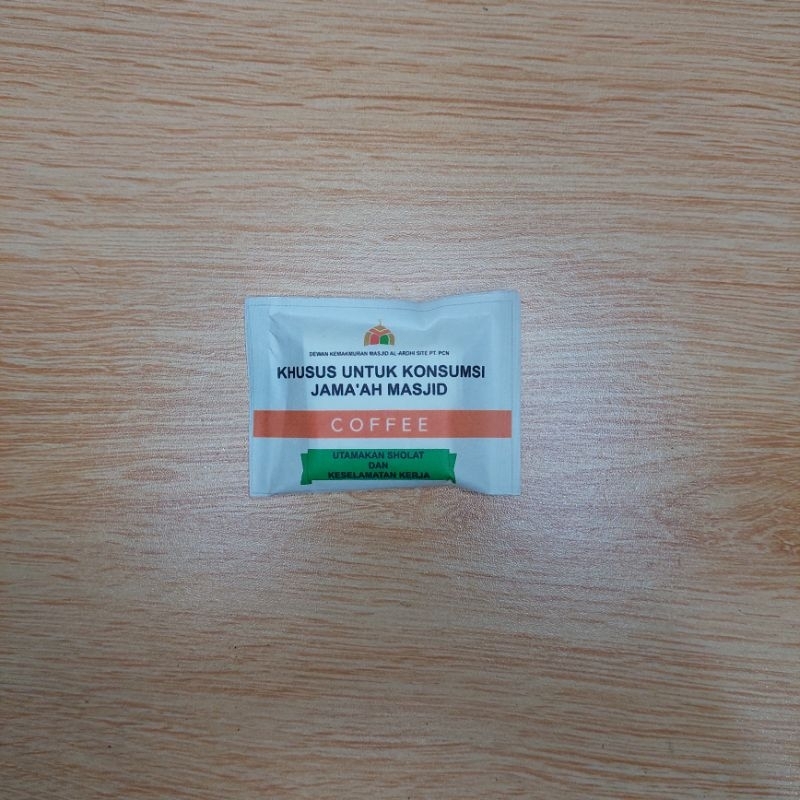 DEWAN KEMAKMURAN MASJID AL-ARDHI SITE PT. PCN
KHUSUS UNTUK KONSUMSI
JAMA'AH MASJID
COFFEE
UTAMAKAN SHOLAT
DAN
KESELAMATAN KERJA